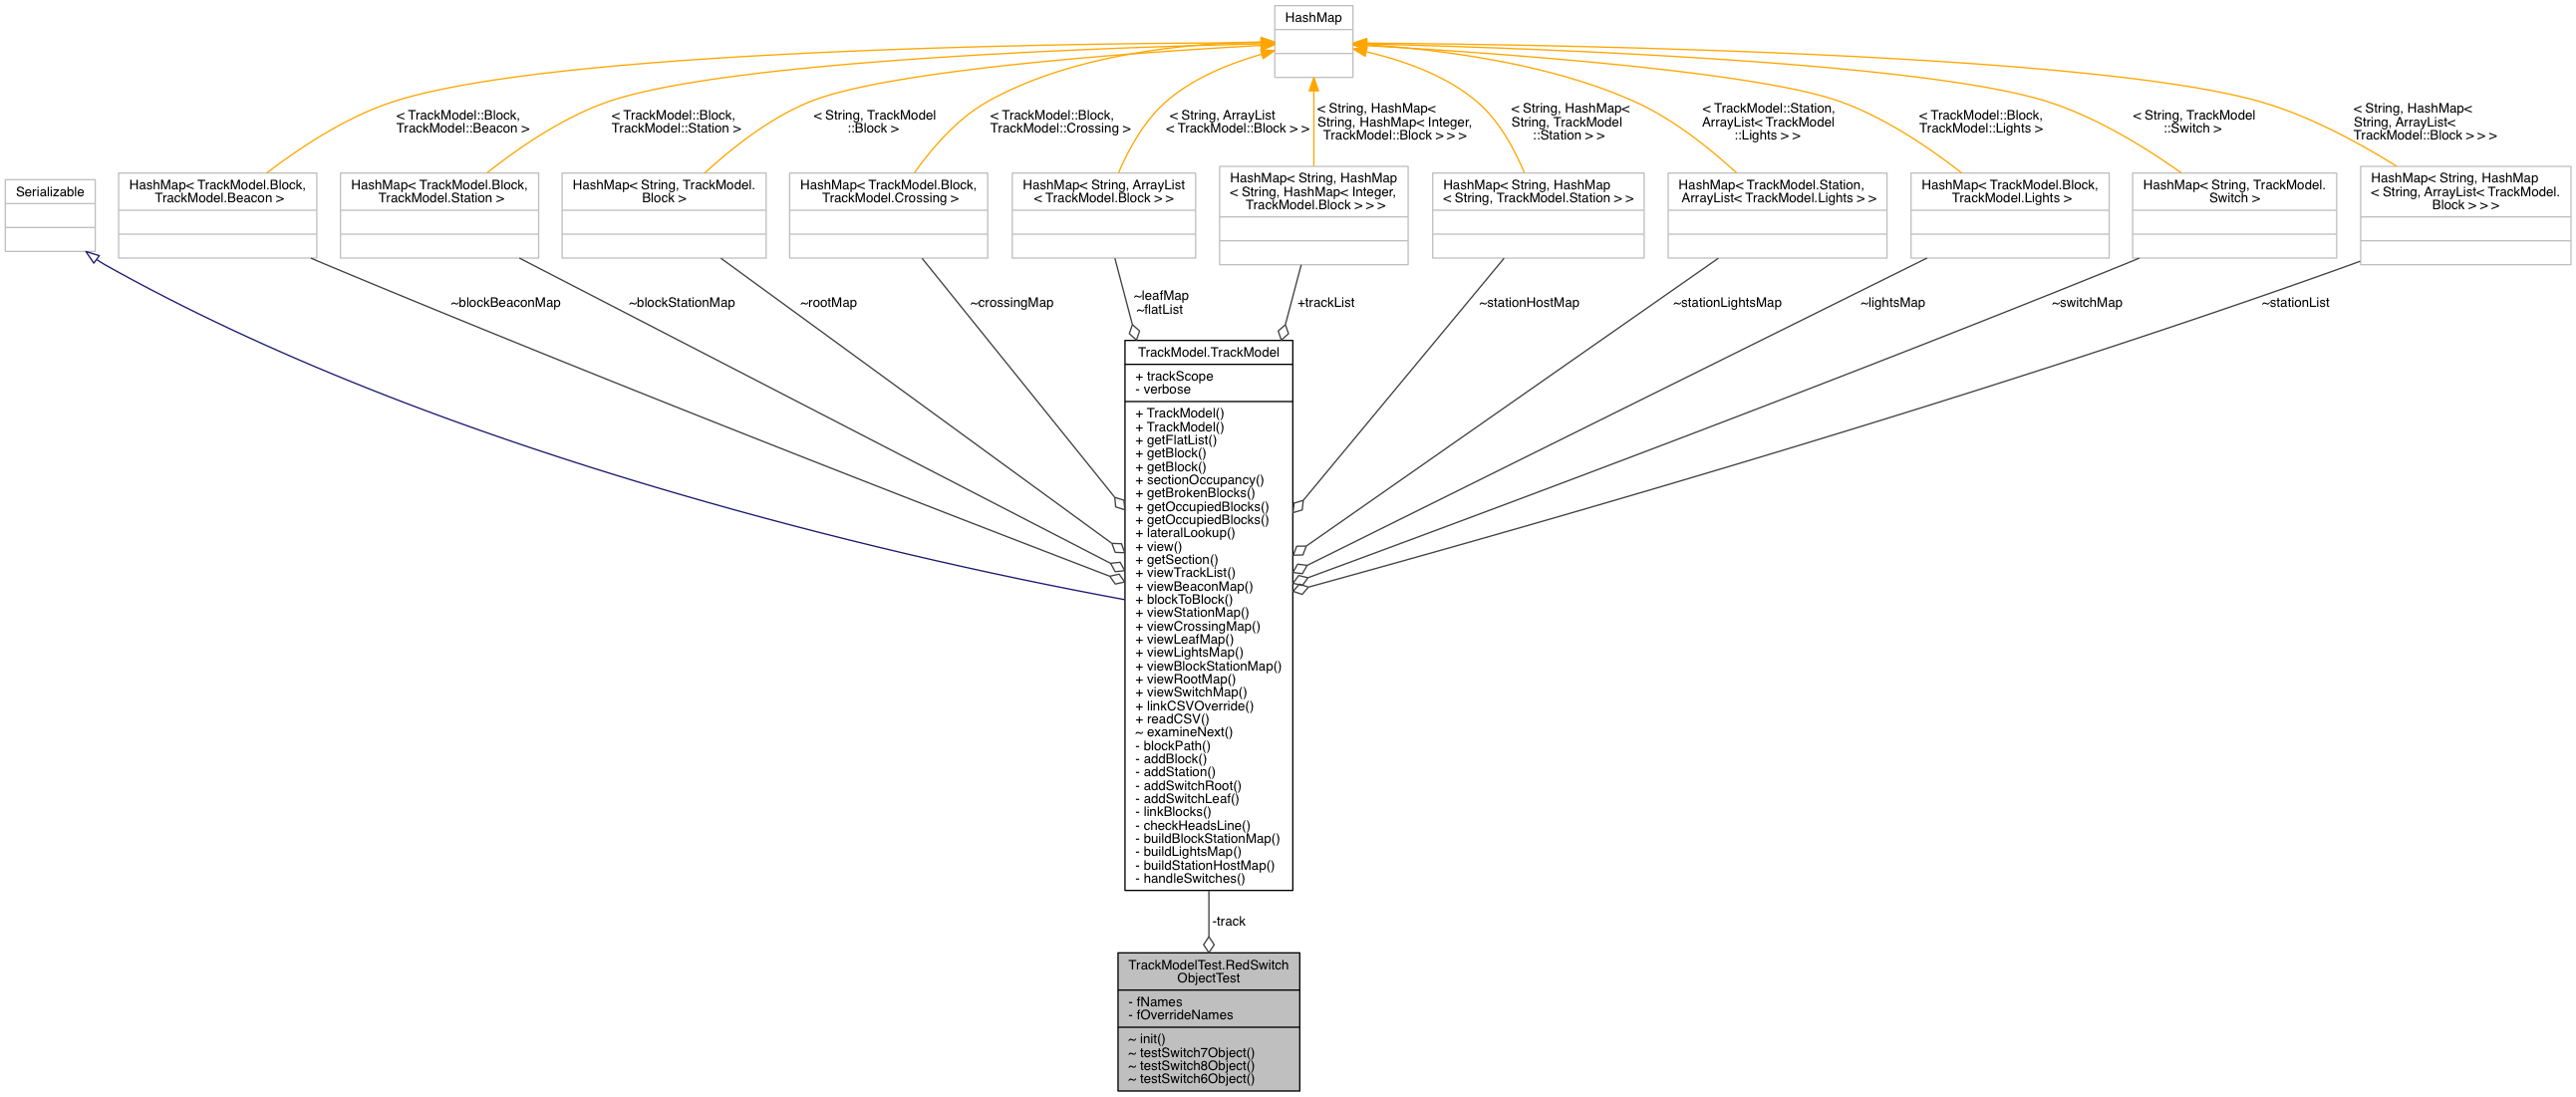 HashMap
< TrackModel::Block,
TrackModel::Beacon >
< TrackModel::Block,
TrackModel::Station >
< String, TrackModel
::Block >
< TrackModel::Block,
TrackModel::Crossing >
< String, ArrayList
< TrackModel::Block > >
< String, HashMap<
String, HashMap< Integer,
TrackModel::Block > > >
< String, HashMap<
String, TrackModel
::Station > >
< TrackModel::Station,
ArrayList< TrackModel
::Lights > >
< TrackModel::Block,
TrackModel::Lights >
< String, TrackModel
::Switch >
< String, HashMap<
String, ArrayList<
TrackModel::Block > > >
Serializable
HashMap< TrackModel.Block,
TrackModel.Beacon >
HashMap< TrackModel.Block,
TrackModel.Station >
HashMap< String, TrackModel.
Block >
HashMap< TrackModel.Block,
TrackModel.Crossing >
HashMap< String, ArrayList
< TrackModel.Block > >
HashMap< String, HashMap
< String, HashMap< Integer,
TrackModel.Block > > >
HashMap< String, HashMap
< String, TrackModel.Station > >
HashMap< TrackModel.Station,
ArrayList< TrackModel.Lights > >
HashMap< TrackModel.Block,
TrackModel.Lights >
HashMap< String, TrackModel.
Switch >
HashMap< String, HashMap
< String, ArrayList< TrackModel.
Block > > >
~blockBeaconMap
~blockStationMap
~rootMap
~crossingMap
~leafMap
~flatList
+trackList
~stationHostMap
~stationLightsMap
~lightsMap
~switchMap
~stationList
TrackModel.TrackModel
+ trackScope
- verbose
+ TrackModel()
+ TrackModel()
+ getFlatList()
+ getBlock()
+ getBlock()
+ sectionOccupancy()
+ getBrokenBlocks()
+ getOccupiedBlocks()
+ getOccupiedBlocks()
+ lateralLookup()
+ view()
+ getSection()
+ viewTrackList()
+ viewBeaconMap()
+ blockToBlock()
+ viewStationMap()
+ viewCrossingMap()
+ viewLeafMap()
+ viewLightsMap()
+ viewBlockStationMap()
+ viewRootMap()
+ viewSwitchMap()
+ linkCSVOverride()
+ readCSV()
~ examineNext()
- blockPath()
- addBlock()
- addStation()
- addSwitchRoot()
- addSwitchLeaf()
- linkBlocks()
- checkHeadsLine()
- buildBlockStationMap()
- buildLightsMap()
- buildStationHostMap()
- handleSwitches()
-track
TrackModelTest.RedSwitch
ObjectTest
- fNames
- fOverrideNames
~ init()
~ testSwitch7Object()
~ testSwitch8Object()
~ testSwitch6Object()